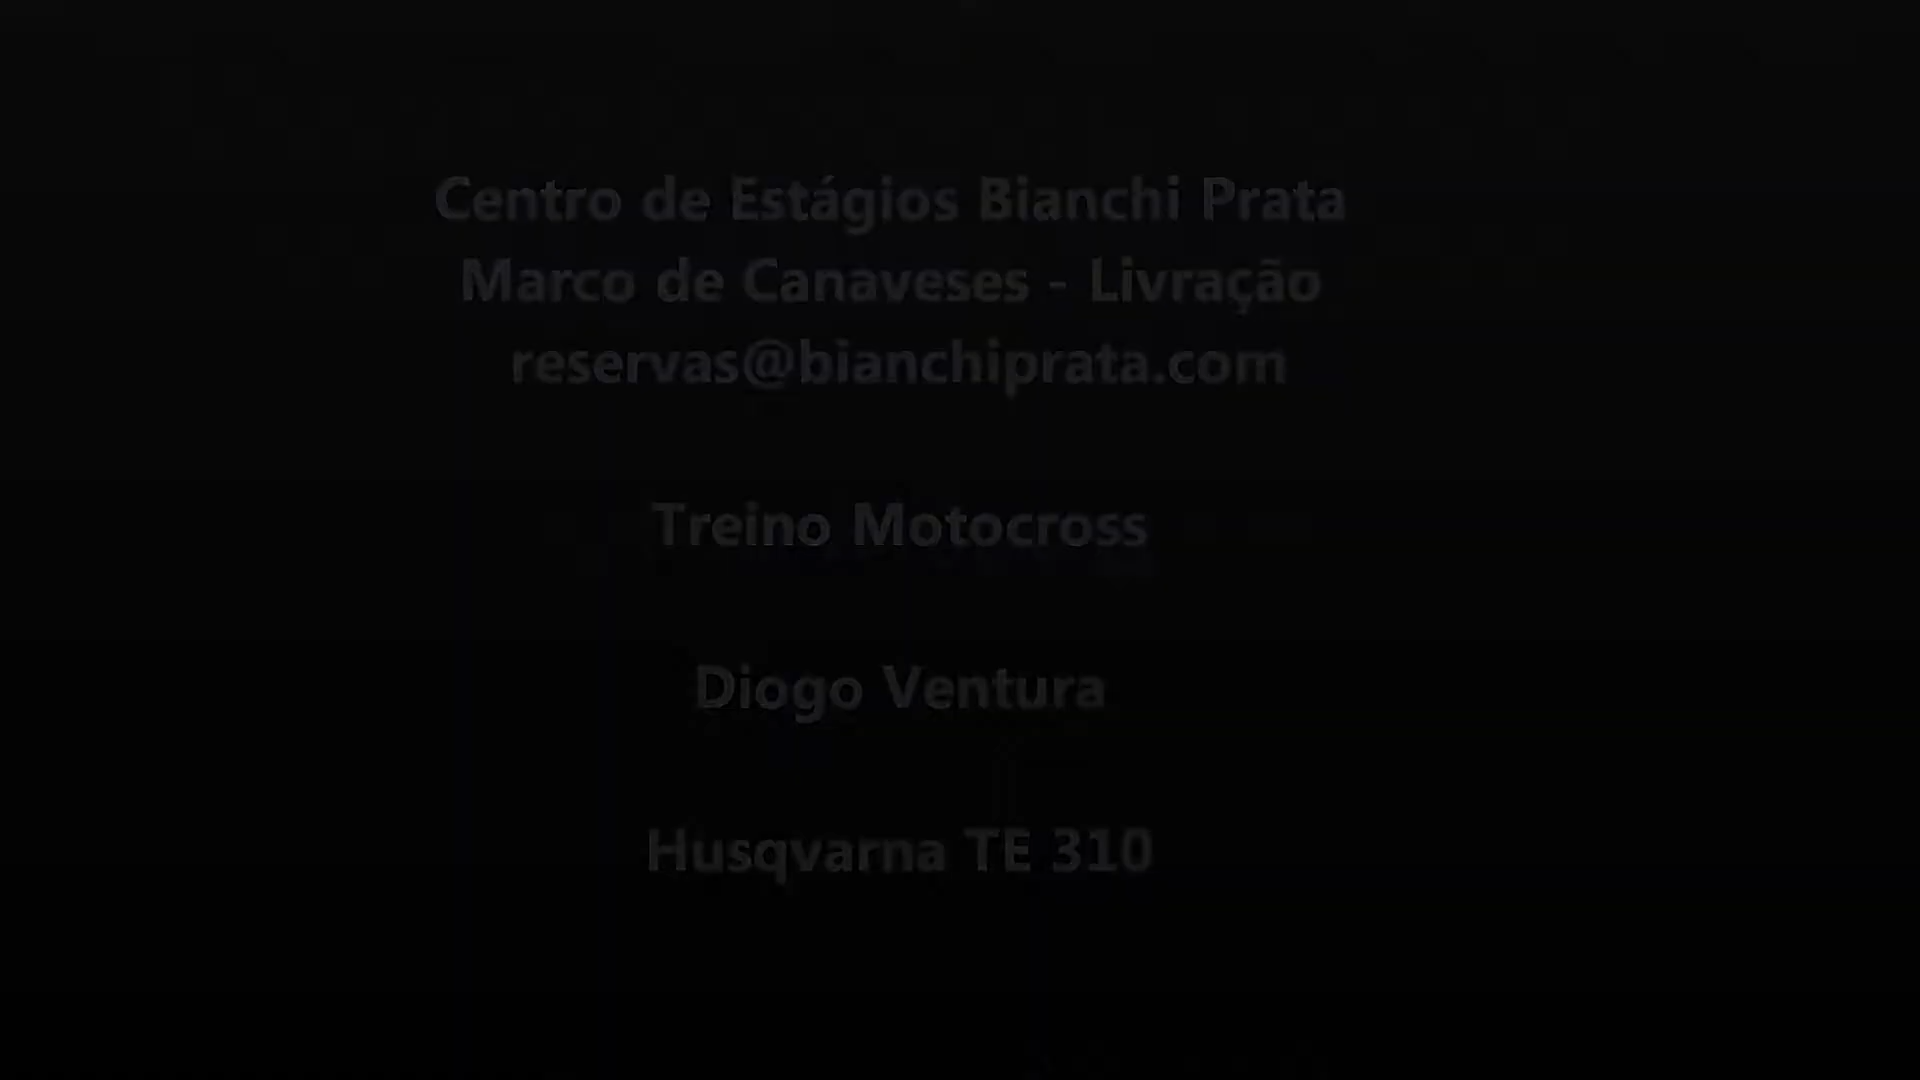 Centro de Estágios Bianchi Prata
Marco de Canaveses - Livração
reservas@bianchiprata.com
Treino Motocross
Diogo Ventura
Husqvarna TE 310